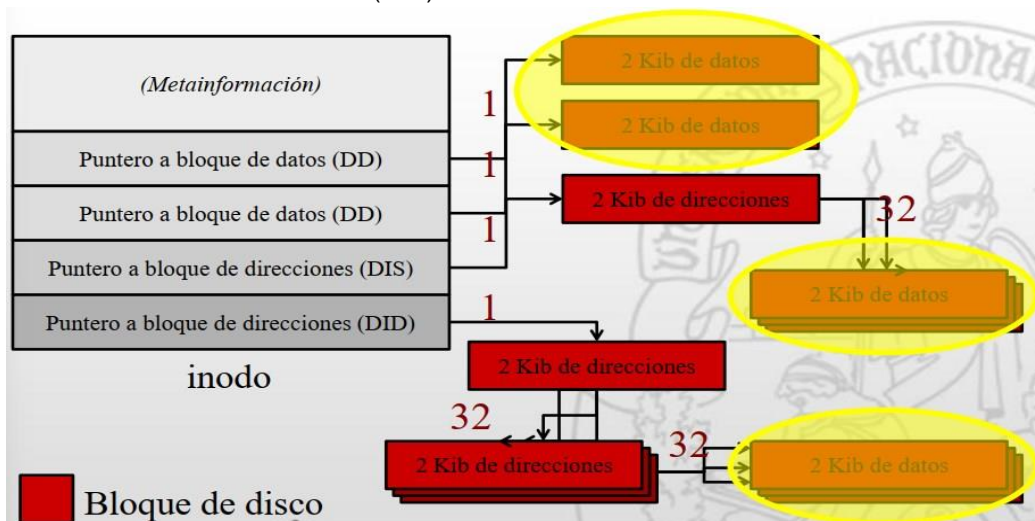 (Metainformación)
Puntero a bloque de datos (DD)
Puntero a bloque de datos (DD)
Puntero a bloque de direcciones (DIS)
Puntero a bloque de direcciones (DID)
inodo
1
1
1
1
2 Kib de datos
2 Kib de datos
2 Kib de direcciones
32
2 Kib de datos
2 Kib de direcciones
32
2 Kib de direcciones
32
2 Kib de datos
Bloque de disco